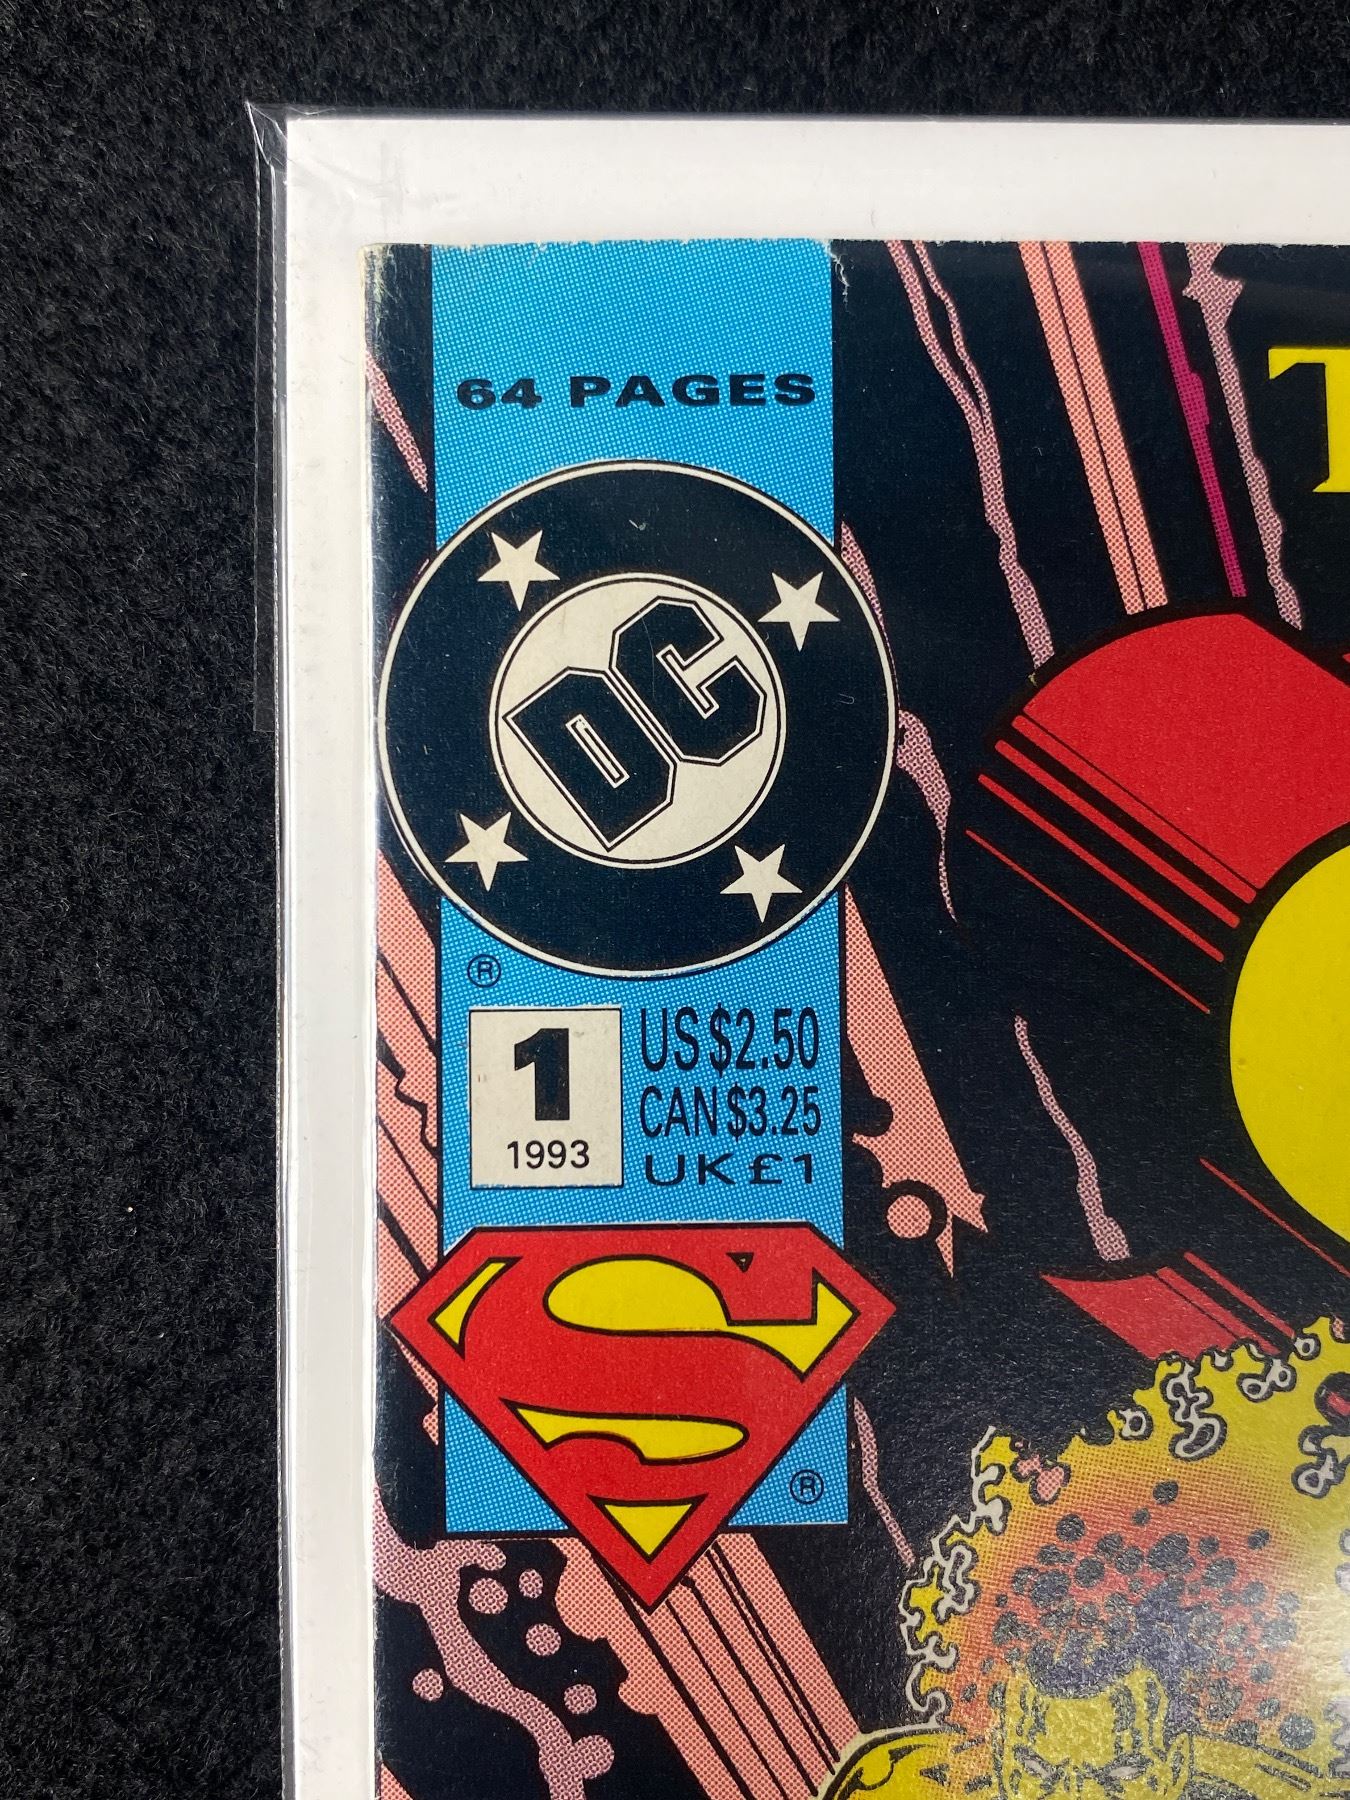 64 PAGES
DC
®
1
1993
US $2.50
CAN $3.25
UK £1
S
®
T